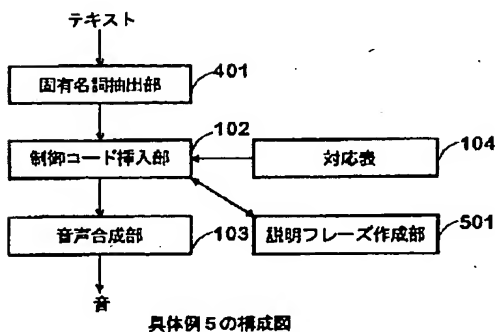 テキスト
固有名詞抽出部 401
制御コード挿入部 102
対応表 104
音声合成部 103
説明フレーズ作成部 501
音
具体例5の構成図